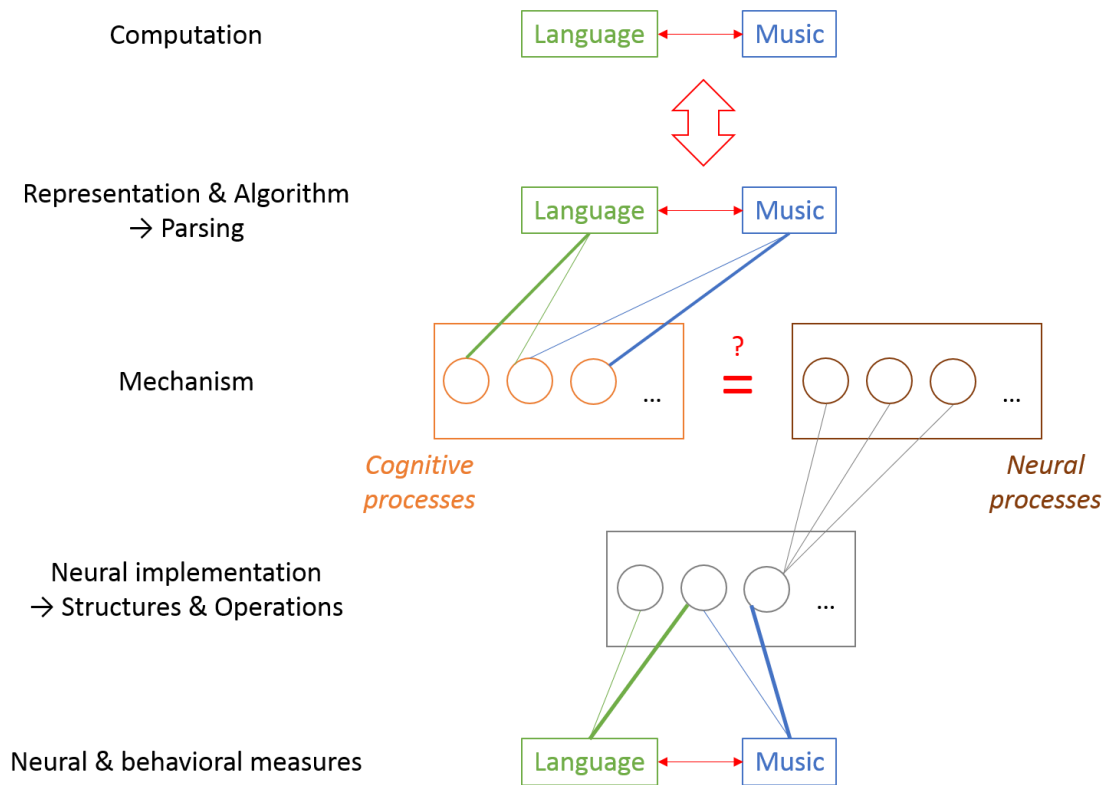 Computation
Language
Music
Representation & Algorithm
→ Parsing
Language
Music
Mechanism
...
?
=
...
Cognitive
processes
Neural
processes
Neural implementation
→ Structures & Operations
...
Neural & behavioral measures
Language
Music